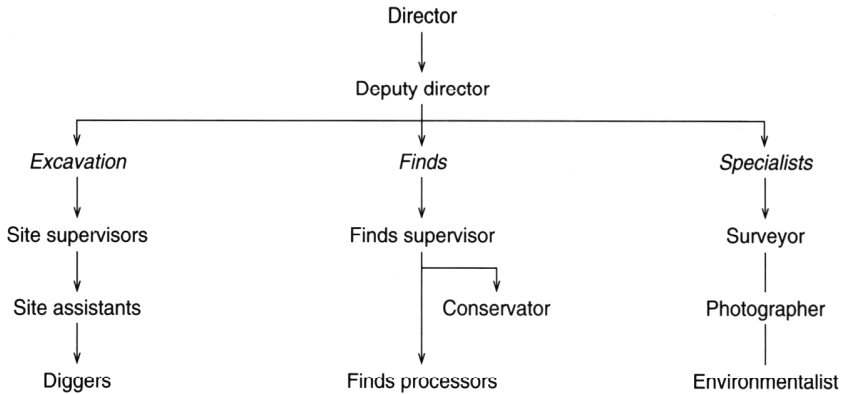 Director
Deputy director
Excavation Finds Specialists
Site supervisors Finds supervisor Surveyor
Site assistants Conservator Photographer
Diggers Finds processors Environmentalist